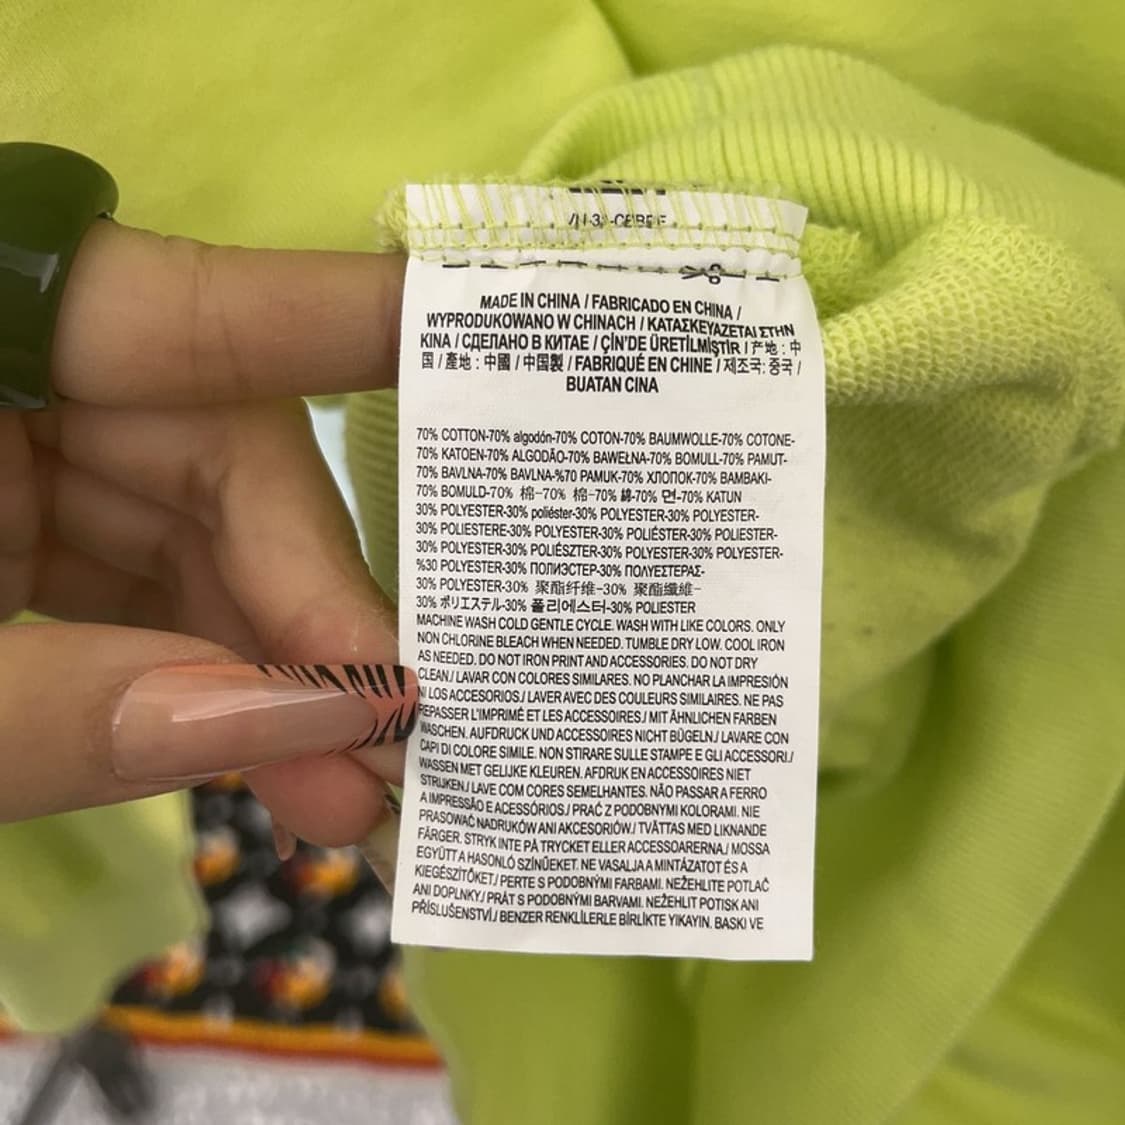 MADE IN CHINA / FABRICADO EN CHINA /
WYPRODUKOWANO W CHINACH / ΚΑΤΑΣΚΕΥΑΖΕΤΑΙ ΣΤΗΝ
ΚΙΝΑ / СДЕЛАНО В КИТАЕ / ÇİN'DE ÜRETİLMİŞTİR / 产地 : 中
国 / 產地 : 中國 / 中国製 / FABRIQUÉ EN CHINE / 제조국: 중국 /
BUATAN CINA
70% COTTON-70% algodón-70% COTON-70% BAUMWOLLE-70% COTONE-
70% KATOEN-70% ALGODÃO-70% BAWEŁNA-70% BOMULL-70% PAMUT-
70% BAVLNA-70% BAVLNA-%70 PAMUK-70% ХЛОПОК-70% BAMBAKI-
70% BOMULD-70% 棉-70% 棉-70% 綿-70% 면-70% KATUN
30% POLYESTER-30% poliéster-30% POLYESTER-30% POLYESTER-
30% POLIESTERE-30% POLYESTER-30% POLIÉSTER-30% POLIESTER-
30% POLYESTER-30% POLIÉSZTER-30% POLYESTER-30% POLYESTER-
%30 POLYESTER-30% ПОЛИЭСТЕР-30% ΠΟΛΥΕΣΤΕΡΑΣ-
30% POLYESTER-30% 聚酯纤维-30% 聚酯纖維-
30% ポリエステル-30% 폴리에스터-30% POLIESTER
MACHINE WASH COLD GENTLE CYCLE. WASH WITH LIKE COLORS. ONLY
NON CHLORINE BLEACH WHEN NEEDED. TUMBLE DRY LOW. COOL IRON
AS NEEDED. DO NOT IRON PRINT AND ACCESSORIES. DO NOT DRY
CLEAN./ LAVAR CON COLORES SIMILARES. NO PLANCHAR LA IMPRESIÓN
NI LOS ACCESORIOS./ LAVER AVEC DES COULEURS SIMILAIRES. NE PAS
REPASSER L'IMPRIMÉ ET LES ACCESSOIRES./ MIT ÄHNLICHEN FARBEN
WASCHEN. AUFDRUCK UND ACCESSOIRES NICHT BÜGELN./ LAVARE CON
CAPI DI COLORE SIMILE. NON STIRARE SULLE STAMPE E GLI ACCESSORI./
WASSEN MET GELIJKE KLEUREN. AFDRUK EN ACCESSOIRES NIET
STRIJKEN./ LAVE COM CORES SEMELHANTES. NÃO PASSAR A FERRO
A IMPRESSÃO E ACESSÓRIOS./ PRAĆ Z PODOBNYMI KOLORAMI. NIE
PRASOWAĆ NADRUKÓW ANI AKCESORIÓW./ TVÄTTAS MED LIKNANDE
FÄRGER. STRYK INTE PÅ TRYCKET ELLER ACCESSOARERNA./ MOSSA
EGYÜTT A HASONLÓ SZÍNŰEKET. NE VASALJA A MINTÁZATOT ÉS A
KIEGÉSZÍTŐKET./ PERTE S PODOBNÝMI FARBAMI. NEŽEHLITE POTLAČ
ANI DOPLNKY./ PRÁT S PODOBNÝMI BARVAMI. NEŽEHLIT POTISK ANI
PŘÍSLUŠENSTVÍ./ BENZER RENKLİLERLE BİRLİKTE YIKAYIN. BASKI VE